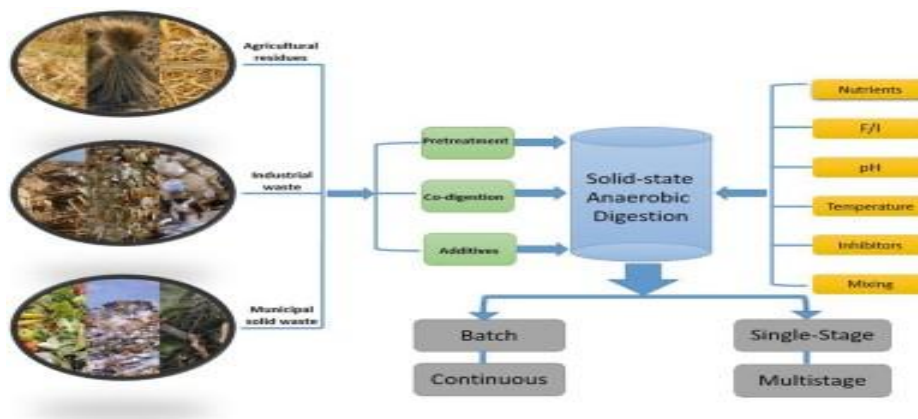 Agricultural
residues
Industrial
waste
Municipal
solid waste
Pretreatment
Co-digestion
Additives
Solid-state
Anaerobic
Digestion
Nutrients
F/I
pH
Temperature
Inhibitors
Mixing
Batch
Continuous
Single-Stage
Multistage